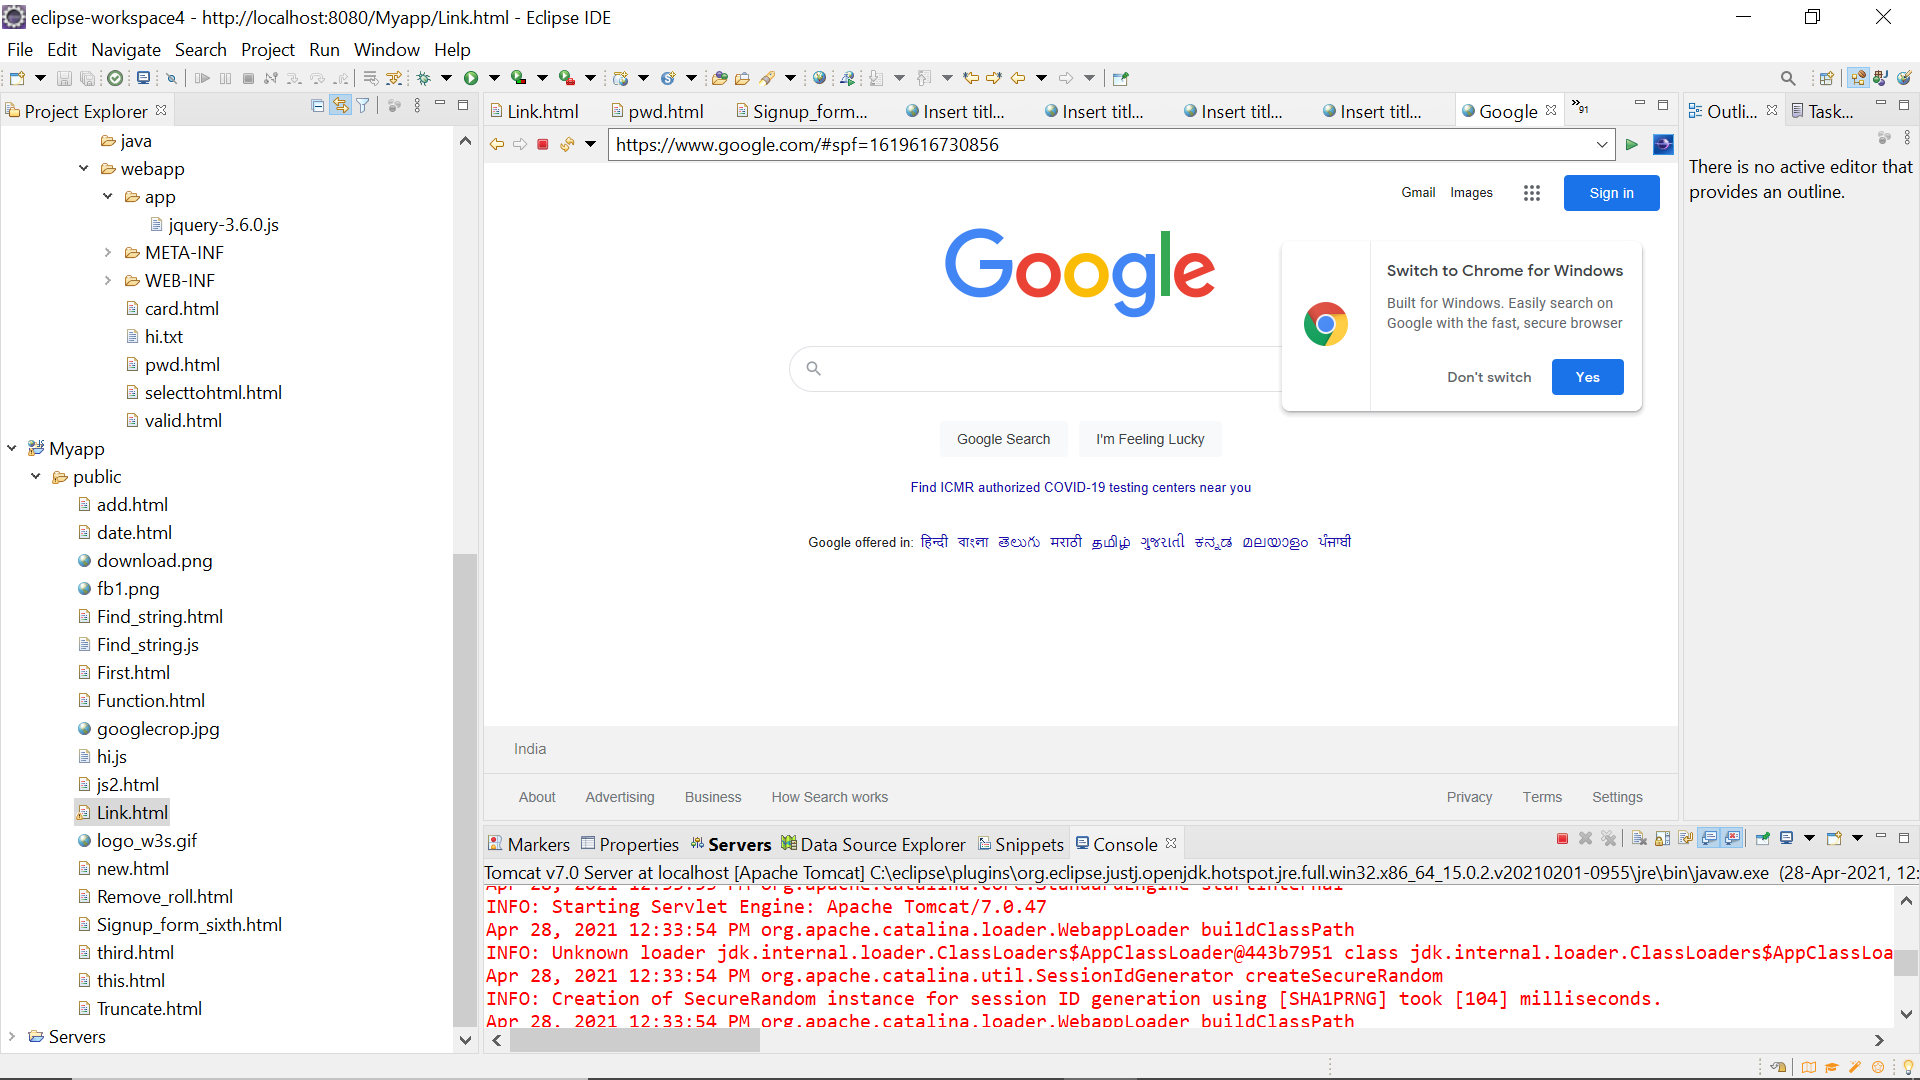 eclipse-workspace4 - http://localhost:8080/Myapp/Link.html - Eclipse IDE
File Edit Navigate Search Project Run Window Help
Project Explorer
java
webapp
app
jquery-3.6.0.js
META-INF
WEB-INF
card.html
hi.txt
pwd.html
selecttohtml.html
valid.html
Myapp
public
add.html
date.html
download.png
fb1.png
Find_string.html
Find_string.js
First.html
Function.html
googlecrop.jpg
hi.js
js2.html
Link.html
logo_w3s.gif
new.html
Remove_roll.html
Signup_form_sixth.html
third.html
this.html
Truncate.html
Servers
Link.html pwd.html Signup_form... Insert titl... Insert titl... Insert titl... Insert titl... Google »91
https://www.google.com/#spf=1619616730856
Gmail Images Sign in
Google
Switch to Chrome for Windows
Built for Windows. Easily search on
Google with the fast, secure browser
Don't switch Yes
Google Search I'm Feeling Lucky
Find ICMR authorized COVID-19 testing centers near you
Google offered in: हिन्दी বাংলা తెలుగు मराठी தமிழ் ગુજરાતી ಕನ್ನಡ മലയാളം ਪੰਜਾਬੀ
India
About Advertising Business How Search works Privacy Terms Settings
Outli... Task...
There is no active editor that
provides an outline.
Markers Properties Servers Data Source Explorer Snippets Console
Tomcat v7.0 Server at localhost [Apache Tomcat] C:\eclipse\plugins\org.eclipse.justj.openjdk.hotspot.jre.full.win32.x86_64_15.0.2.v20210201-0955\jre\bin\javaw.exe (28-Apr-2021, 12:
INFO: Starting Servlet Engine: Apache Tomcat/7.0.47
Apr 28, 2021 12:33:54 PM org.apache.catalina.loader.WebappLoader buildClassPath
INFO: Unknown loader jdk.internal.loader.ClassLoaders$AppClassLoader@443b7951 class jdk.internal.loader.ClassLoaders$AppClassLoa
Apr 28, 2021 12:33:54 PM org.apache.catalina.util.SessionIdGenerator createSecureRandom
INFO: Creation of SecureRandom instance for session ID generation using [SHA1PRNG] took [104] milliseconds.
Apr 28, 2021 12:33:54 PM org.apache.catalina.loader.WebappLoader buildClassPath